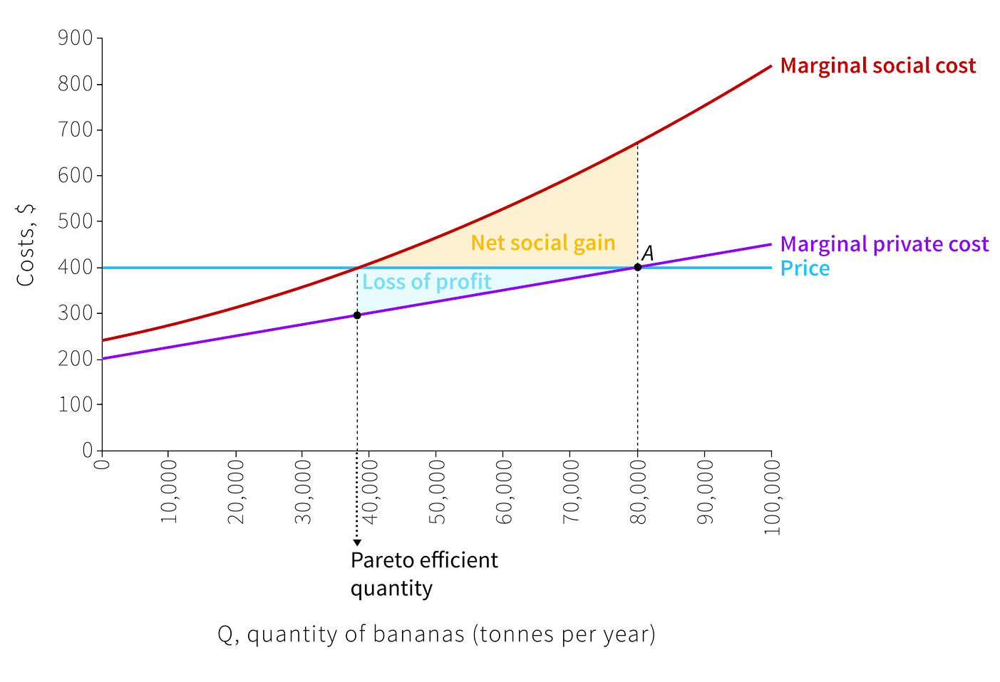 900
800
700
600
500
400
300
200
100
0
Costs, $
Marginal social cost
Marginal private cost
Price
Net social gain
A
Loss of profit
0
10,000
20,000
30,000
40,000
50,000
60,000
70,000
80,000
90,000
100,000
Pareto efficient
quantity
Q, quantity of bananas (tonnes per year)